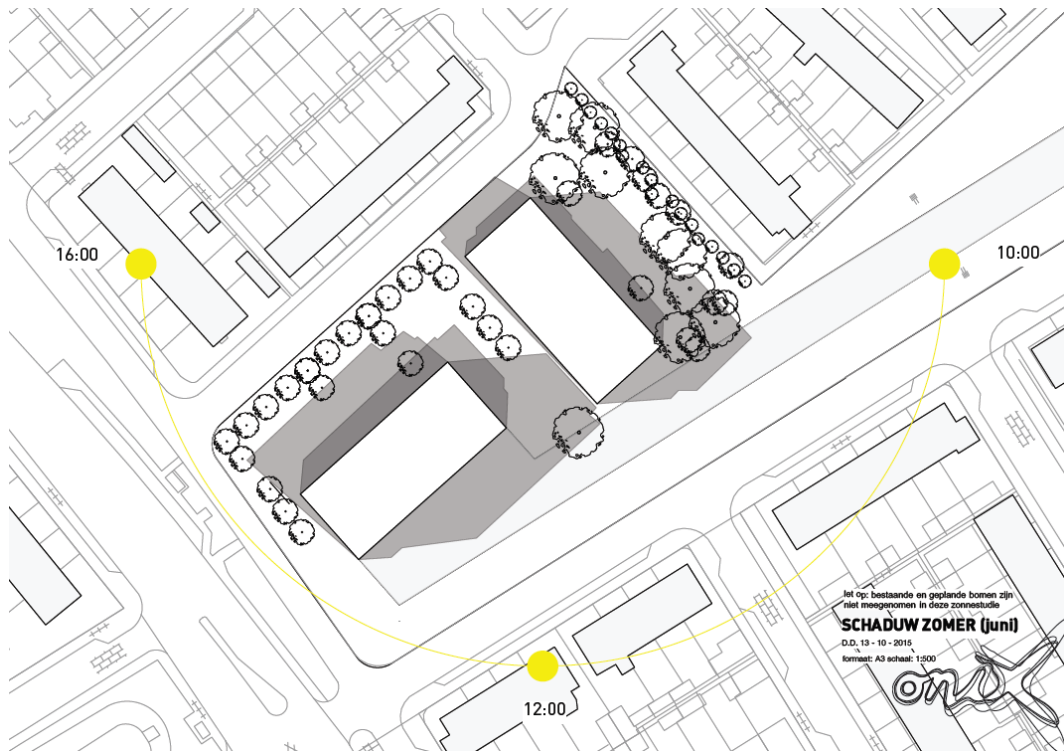 16:00
10:00
let op: bestaande en geplande bomen zijn
niet meegenomen in deze zonnestudie
SCHADUW ZOMER (juni)
D.D. 13 - 10 - 2015
formaat: A3 schaal: 1:500
onix
12:00